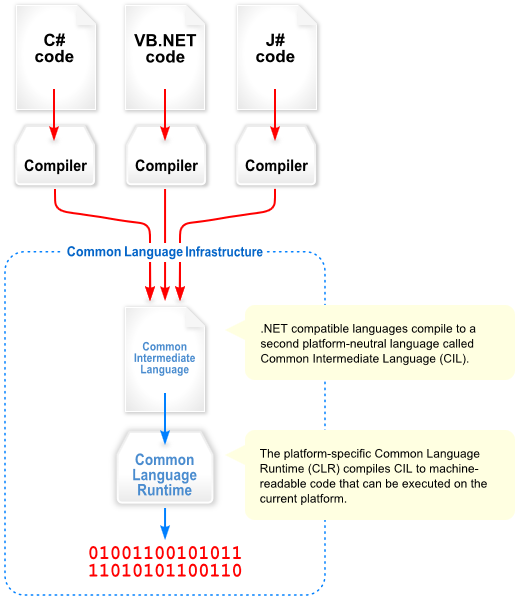 C#
code
VB.NET
code
J#
code
Compiler
Compiler
Compiler
Common Language Infrastructure
Common
Intermediate
Language
.NET compatible languages compile to a
second platform-neutral language called
Common Intermediate Language (CIL).
Common
Language
Runtime
The platform-specific Common Language
Runtime (CLR) compiles CIL to machine-
readable code that can be executed on the
current platform.
01001100101011
11010101100110